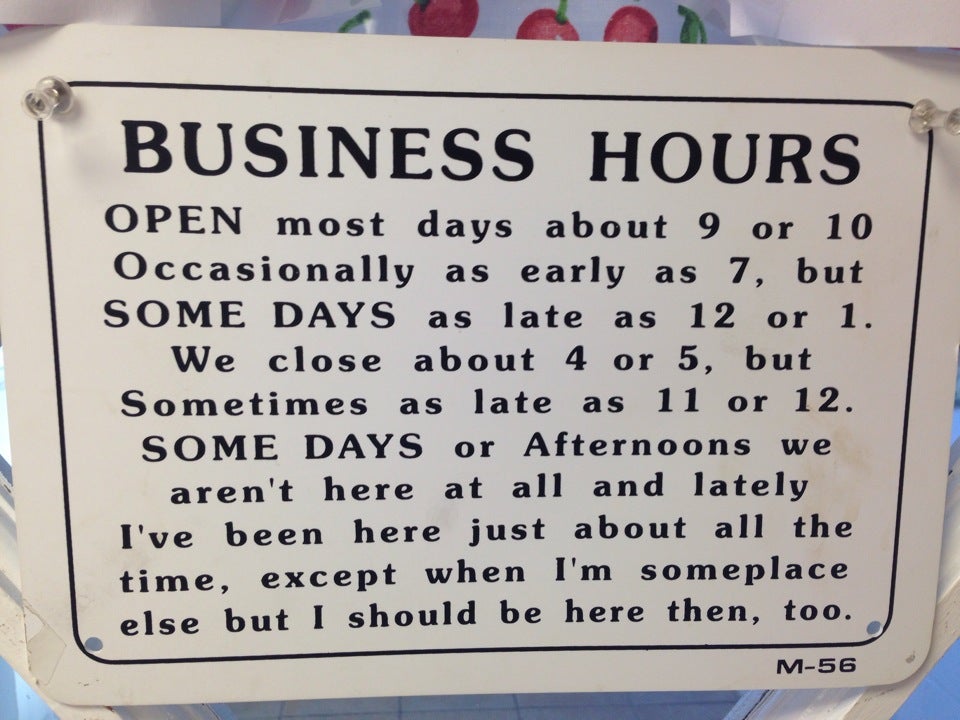 BUSINESS HOURS
OPEN most days about 9 or 10
Occasionally as early as 7, but
SOME DAYS as late as 12 or 1.
We close about 4 or 5, but
Sometimes as late as 11 or 12.
SOME DAYS or Afternoons we
aren't here at all and lately
I've been here just about all the
time, except when I'm someplace
else but I should be here then, too.
M-56